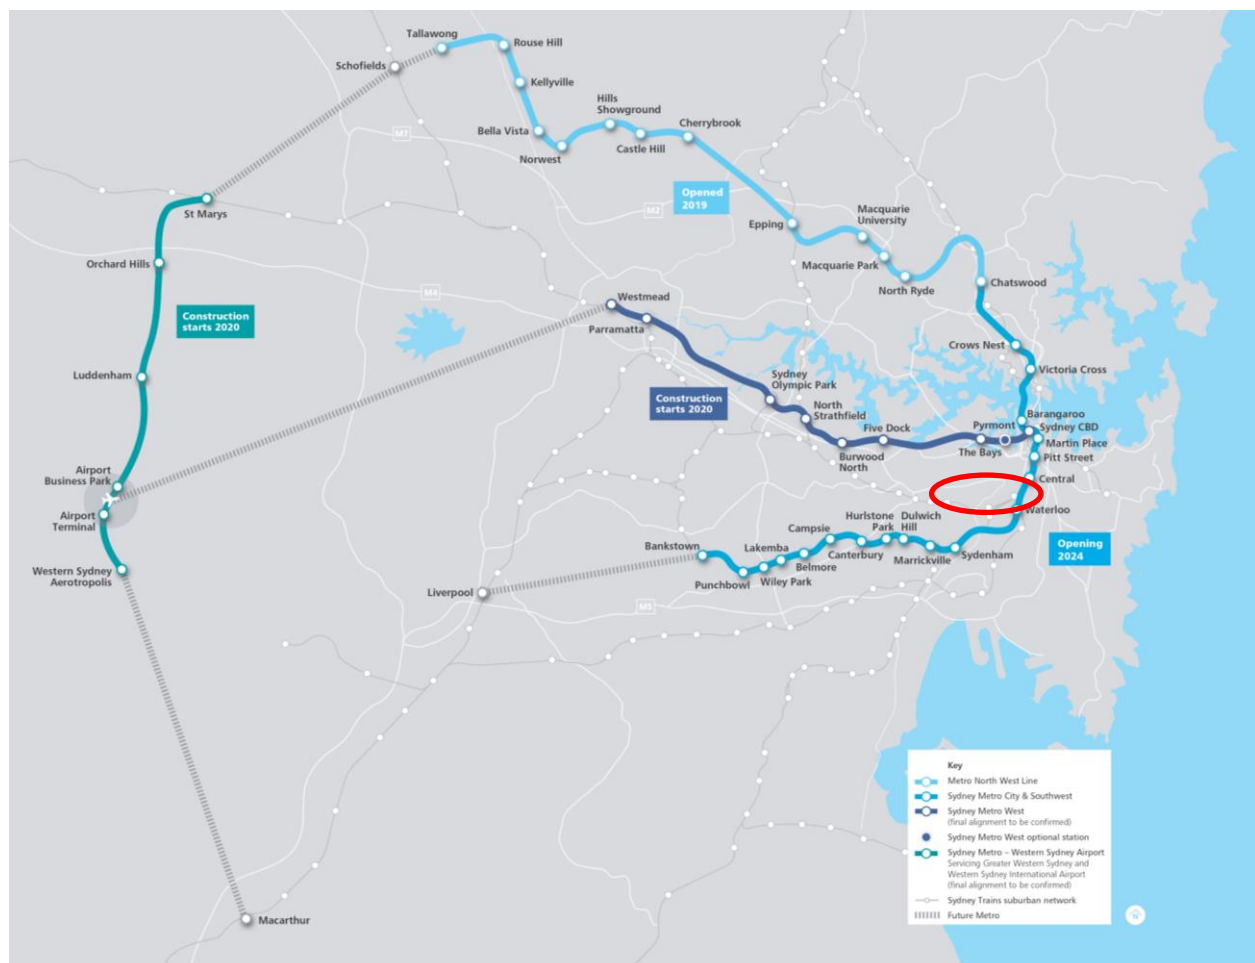 Tallawong
Rouse Hill
Schofields
Kellyville
Hills
Showground
Cherrybrook
Bella Vista
M7
Castle Hill
Norwest
Opened
2019
St Marys
M2
Macquarie
University
Epping
Orchard Hills
Macquarie Park
North Ryde
Chatswood
M4
Westmead
Construction
starts 2020
Parramatta
Crows Nest
Victoria Cross
Luddenham
Sydney
Olympic Park
Construction
starts 2020
North
Strathfield
Barangaroo
Five Dock
Pyrmont
Sydney CBD
Martin Place
The Bays
Burwood
North
Pitt Street
Airport
Business Park
Central
Airport
Terminal
Waterloo
Hurlstone
Park
Dulwich
Hill
Campsie
Bankstown
Lakemba
Canterbury
Opening
2024
Belmore
Marrickville
Sydenham
Western Sydney
Aerotropolis
Punchbowl
Wiley Park
Liverpool
M5
Key
Metro North West Line
Sydney Metro City & Southwest
Sydney Metro West
(final alignment to be confirmed)
Sydney Metro West optional station
Sydney Metro – Western Sydney Airport
Servicing Greater Western Sydney and
Western Sydney International Airport
(final alignment to be confirmed)
Sydney Trains suburban network
Future Metro
Macarthur